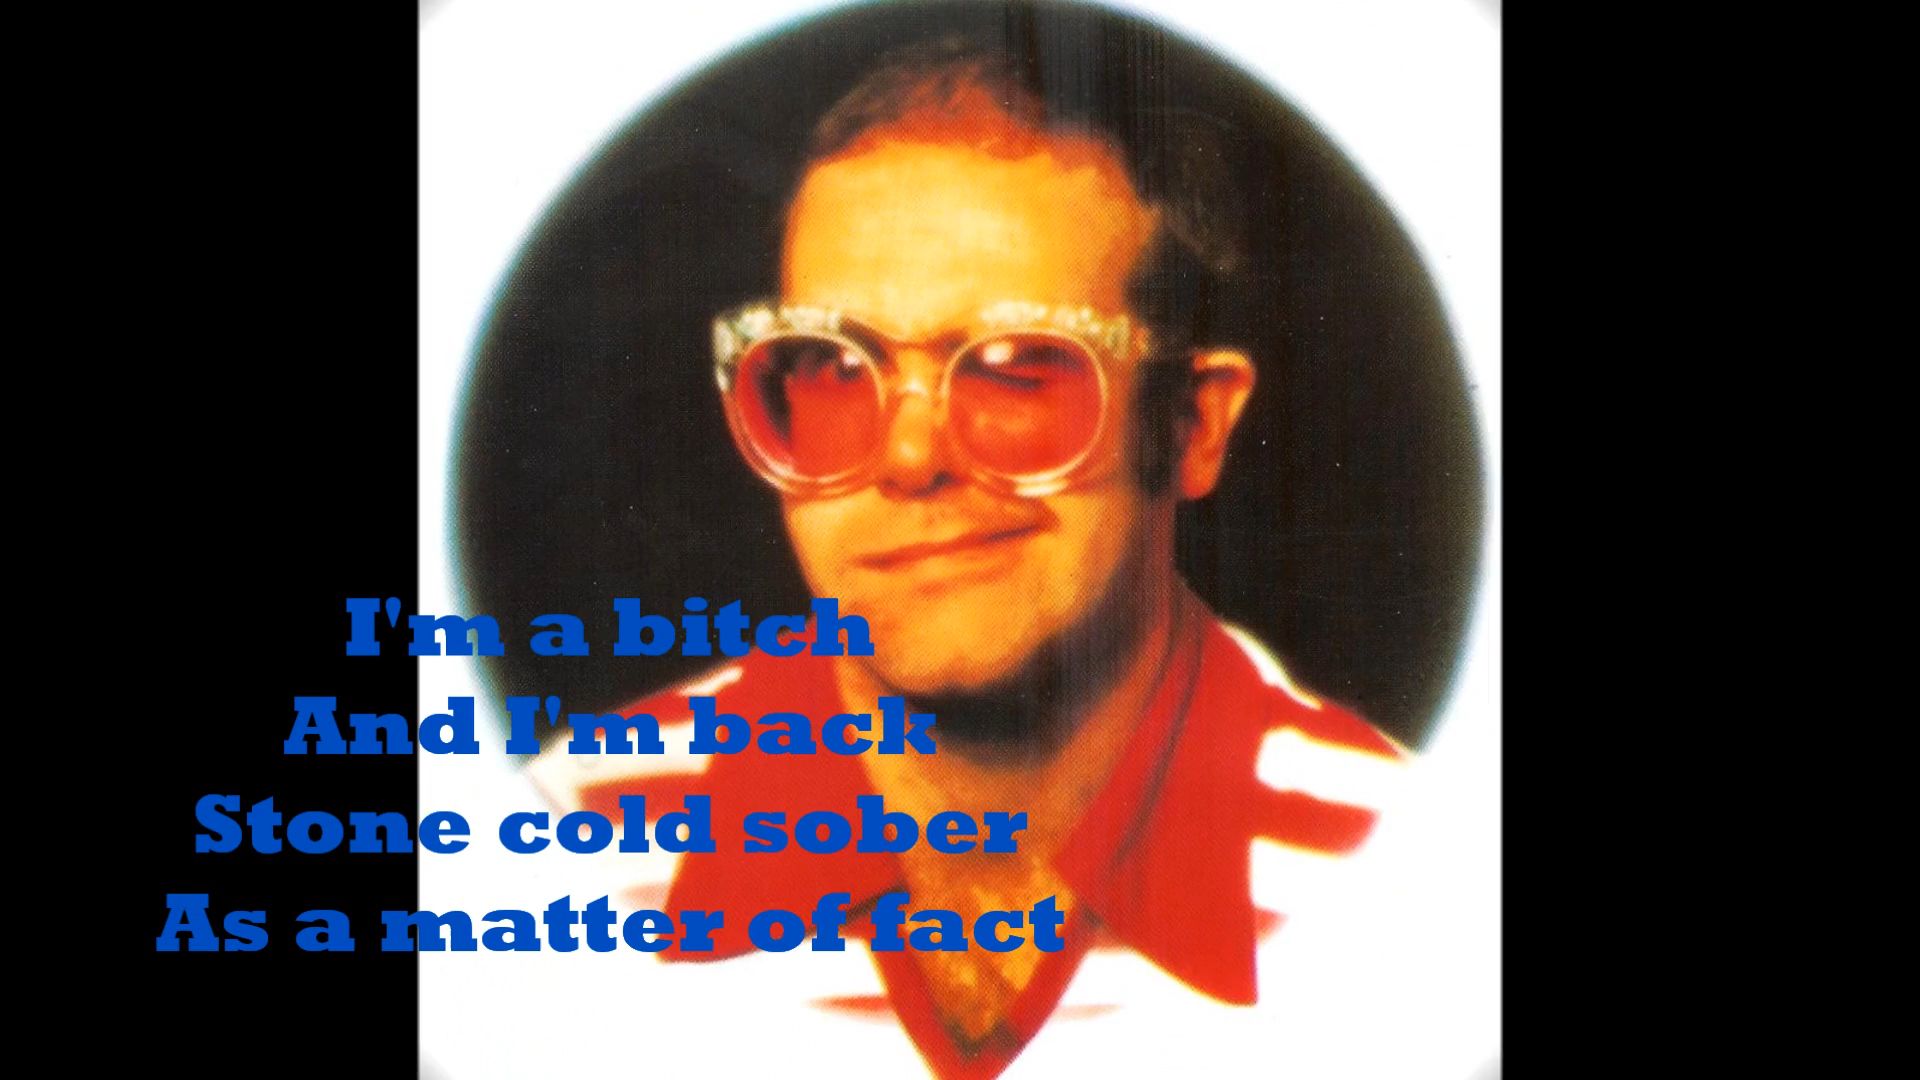 I'm a bitch
And I'm back
Stone cold sober
As a matter of fact